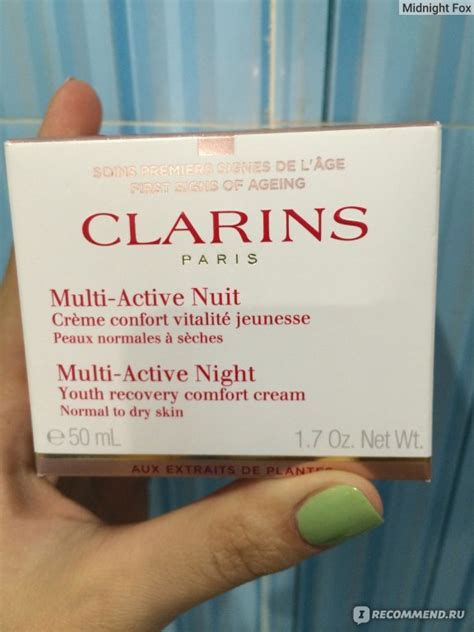 Midnight Fox
SOINS PREMIERS SIGNES DE L'ÂGE
FIRST SIGNS OF AGEING
CLARINS
PARIS
Multi-Active Nuit
Crème confort vitalité jeunesse
Peaux normales à sèches
Multi-Active Night
Youth recovery comfort cream
Normal to dry skin
℮50 mL 1.7 Oz. Net Wt.
AUX EXTRAITS DE PLANTES
IRECOMMEND.RU